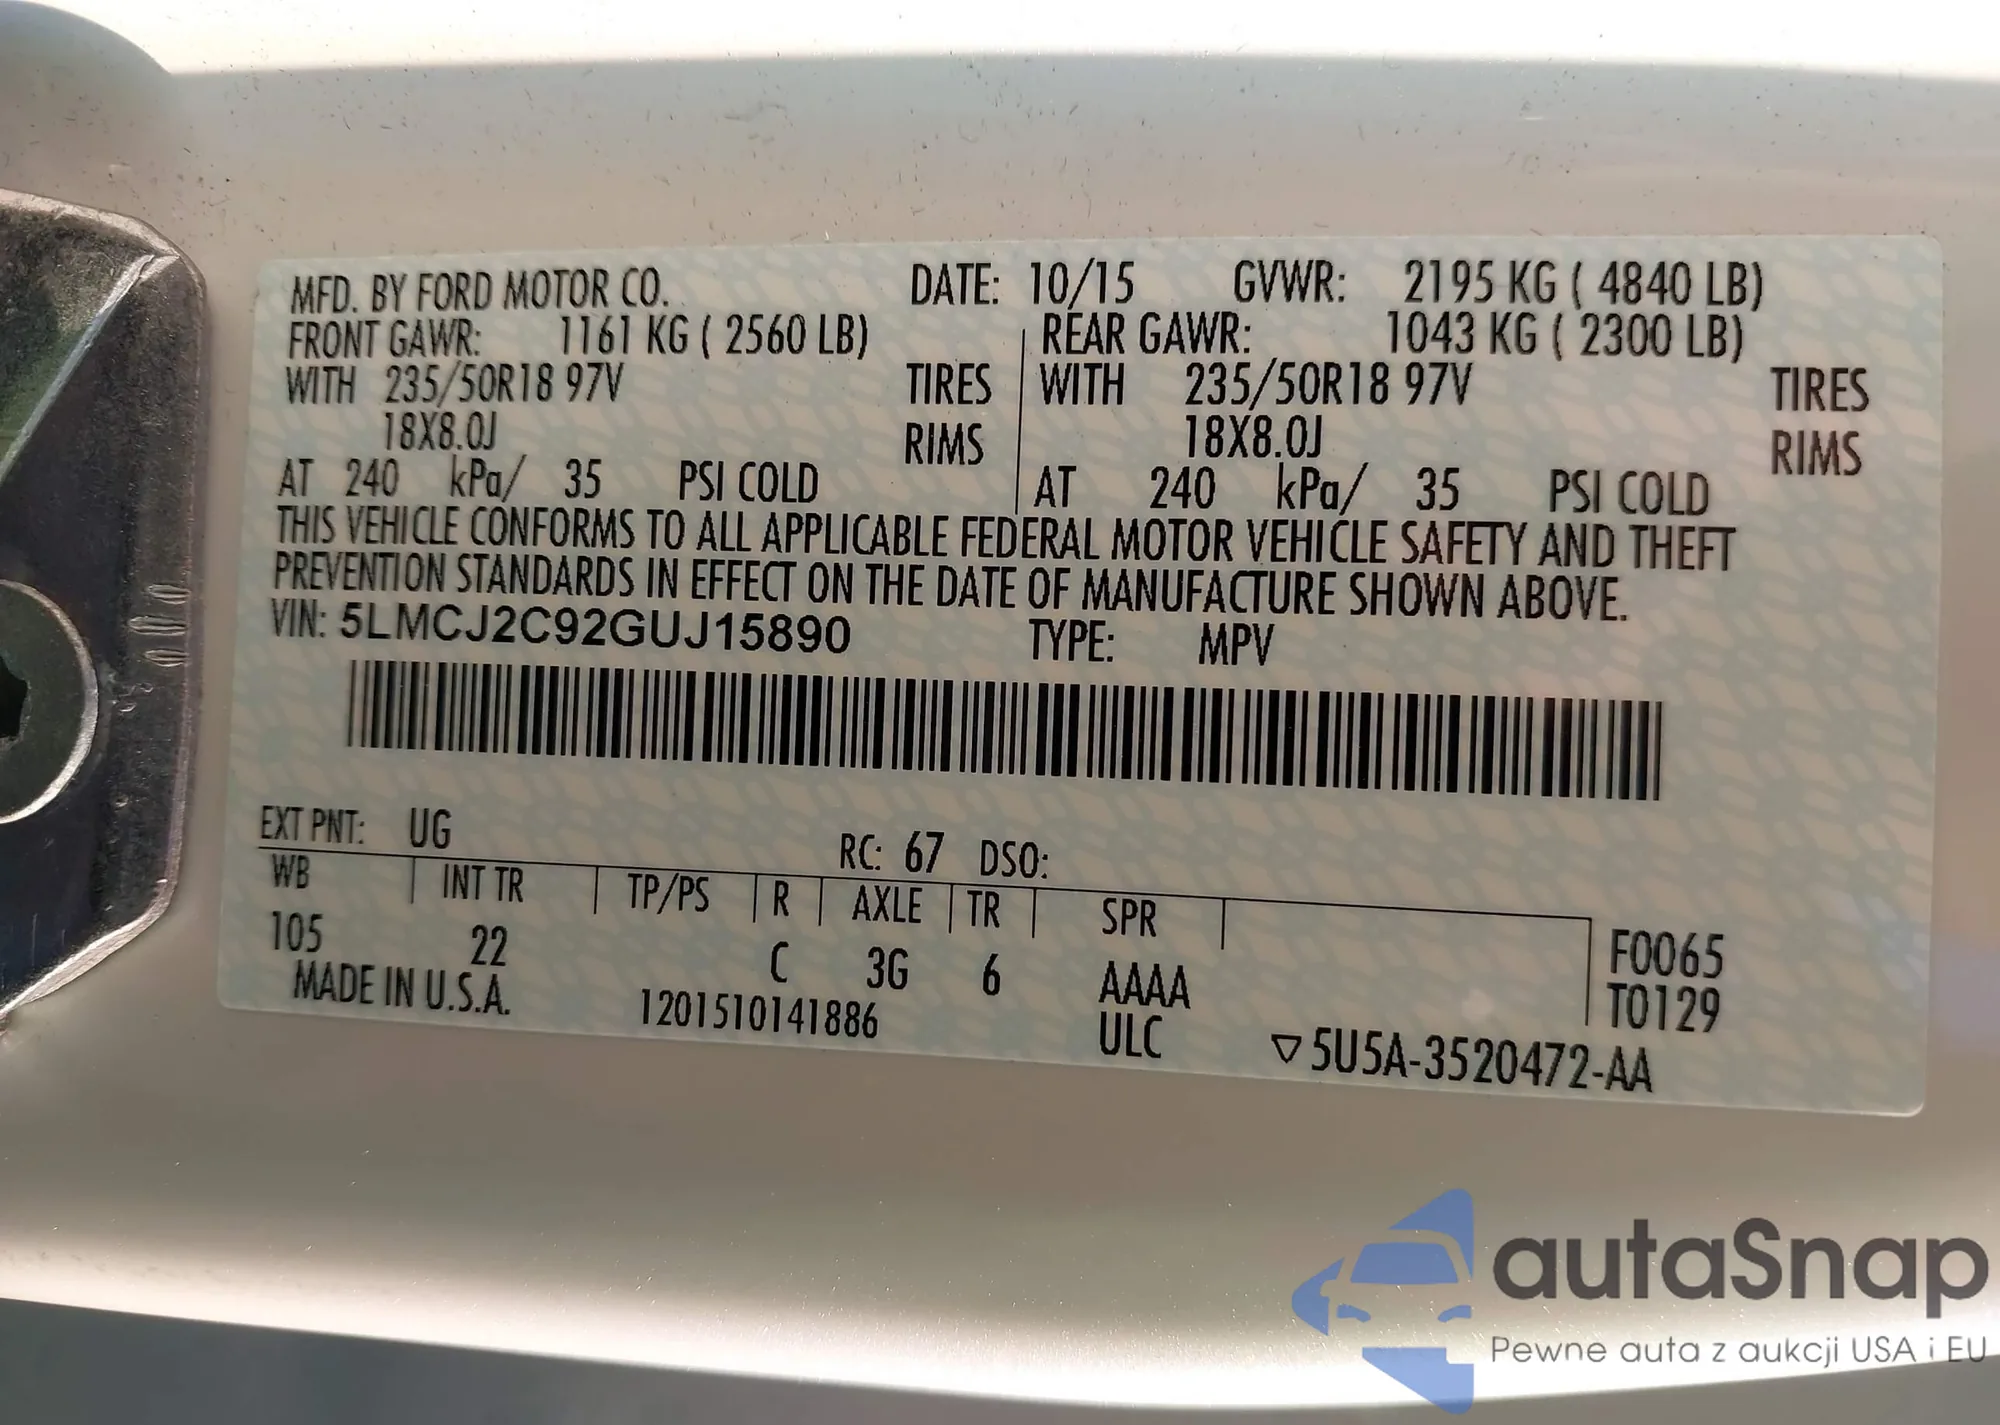 MFD. BY FORD MOTOR CO. DATE: 10/15 GVWR: 2195 KG ( 4840 LB)
FRONT GAWR: 1161 KG ( 2560 LB) REAR GAWR: 1043 KG ( 2300 LB)
WITH 235/50R18 97V TIRES WITH 235/50R18 97V TIRES
18X8.0J RIMS 18X8.0J RIMS
AT 240 kPa/ 35 PSI COLD AT 240 kPa/ 35 PSI COLD
THIS VEHICLE CONFORMS TO ALL APPLICABLE FEDERAL MOTOR VEHICLE SAFETY AND THEFT
PREVENTION STANDARDS IN EFFECT ON THE DATE OF MANUFACTURE SHOWN ABOVE.
VIN: 5LMCJ2C92GUJ15890 TYPE: MPV
EXT PNT: UG RC: 67 DSO:
WB INT TR TP/PS R AXLE TR SPR
105 22 C 3G 6 AAAA F0065
MADE IN U.S.A. 1201510141886 ULC T0129
▽5U5A-3520472-AA
autaSnap
Pewne auta z aukcji USA i EU